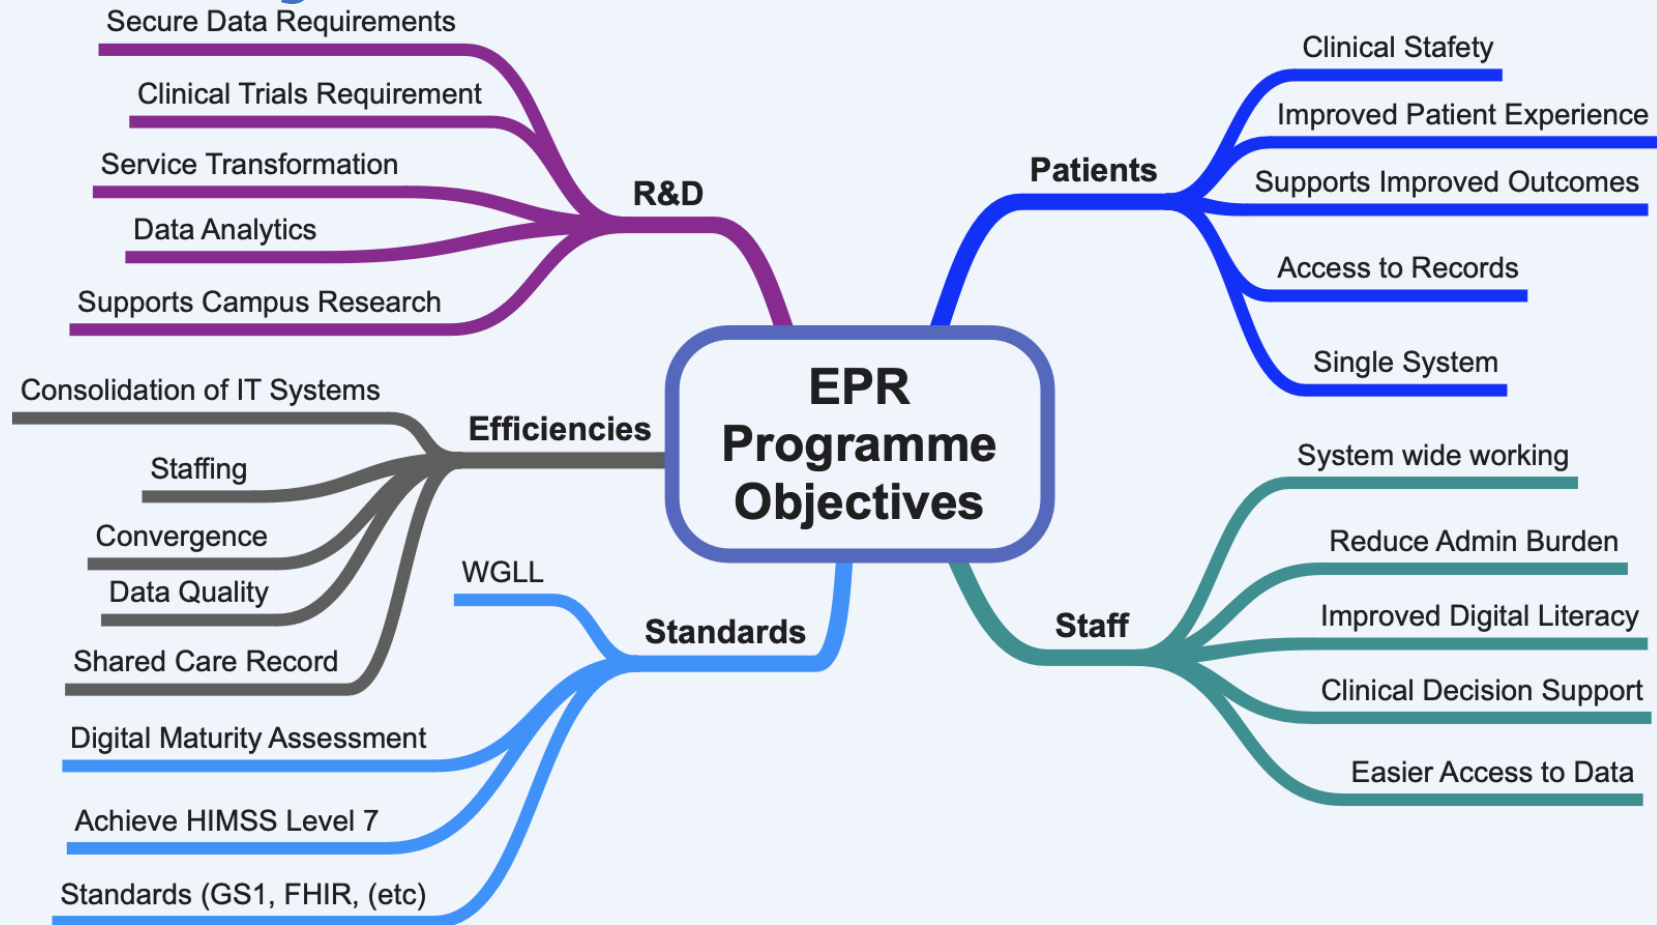 Secure Data Requirements
Clinical Trials Requirement
Service Transformation
Data Analytics
Supports Campus Research
R&D
Consolidation of IT Systems
Staffing
Convergence
Data Quality
Shared Care Record
Efficiencies
WGLL
Digital Maturity Assessment
Achieve HIMSS Level 7
Standards (GS1, FHIR, (etc)
Standards
EPR
Programme
Objectives
Patients
Clinical Stafety
Improved Patient Experience
Supports Improved Outcomes
Access to Records
Single System
Staff
System wide working
Reduce Admin Burden
Improved Digital Literacy
Clinical Decision Support
Easier Access to Data